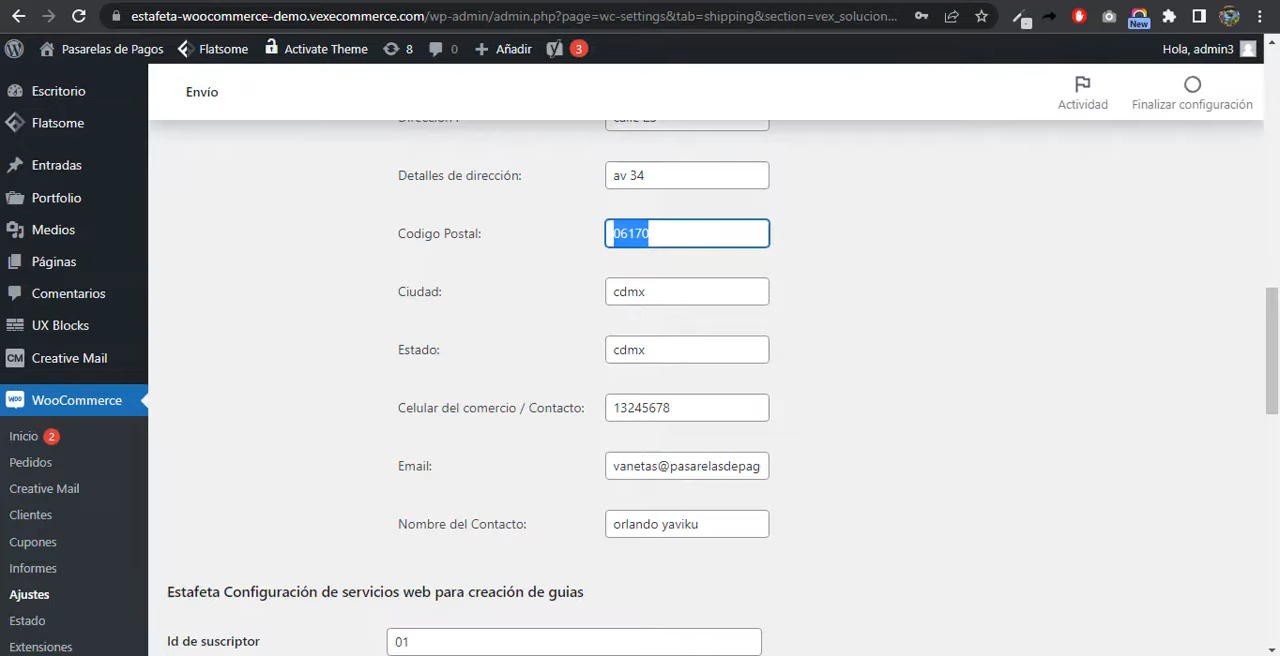 estafeta-woocommerce-demo.vexecommerce.com/wp-admin/admin.php?page=wc-settings&tab=shipping&section=vex_solucion...
New
Pasarelas de Pagos
Flatsome
Activate Theme
8
0
Añadir
3
Hola, admin3
Escritorio
Flatsome
Entradas
Portfolio
Medios
Páginas
Comentarios
UX Blocks
CM
Creative Mail
woo
WooCommerce
Inicio 2
Pedidos
Creative Mail
Clientes
Cupones
Informes
Ajustes
Estado
Extensiones
Envío
Actividad
Finalizar configuración
Detalles de dirección: av 34
Codigo Postal: 06170
Ciudad: cdmx
Estado: cdmx
Celular del comercio / Contacto: 13245678
Email: vanetas@pasarelasdepag
Nombre del Contacto: orlando yaviku
Estafeta Configuración de servicios web para creación de guias
Id de suscriptor 01